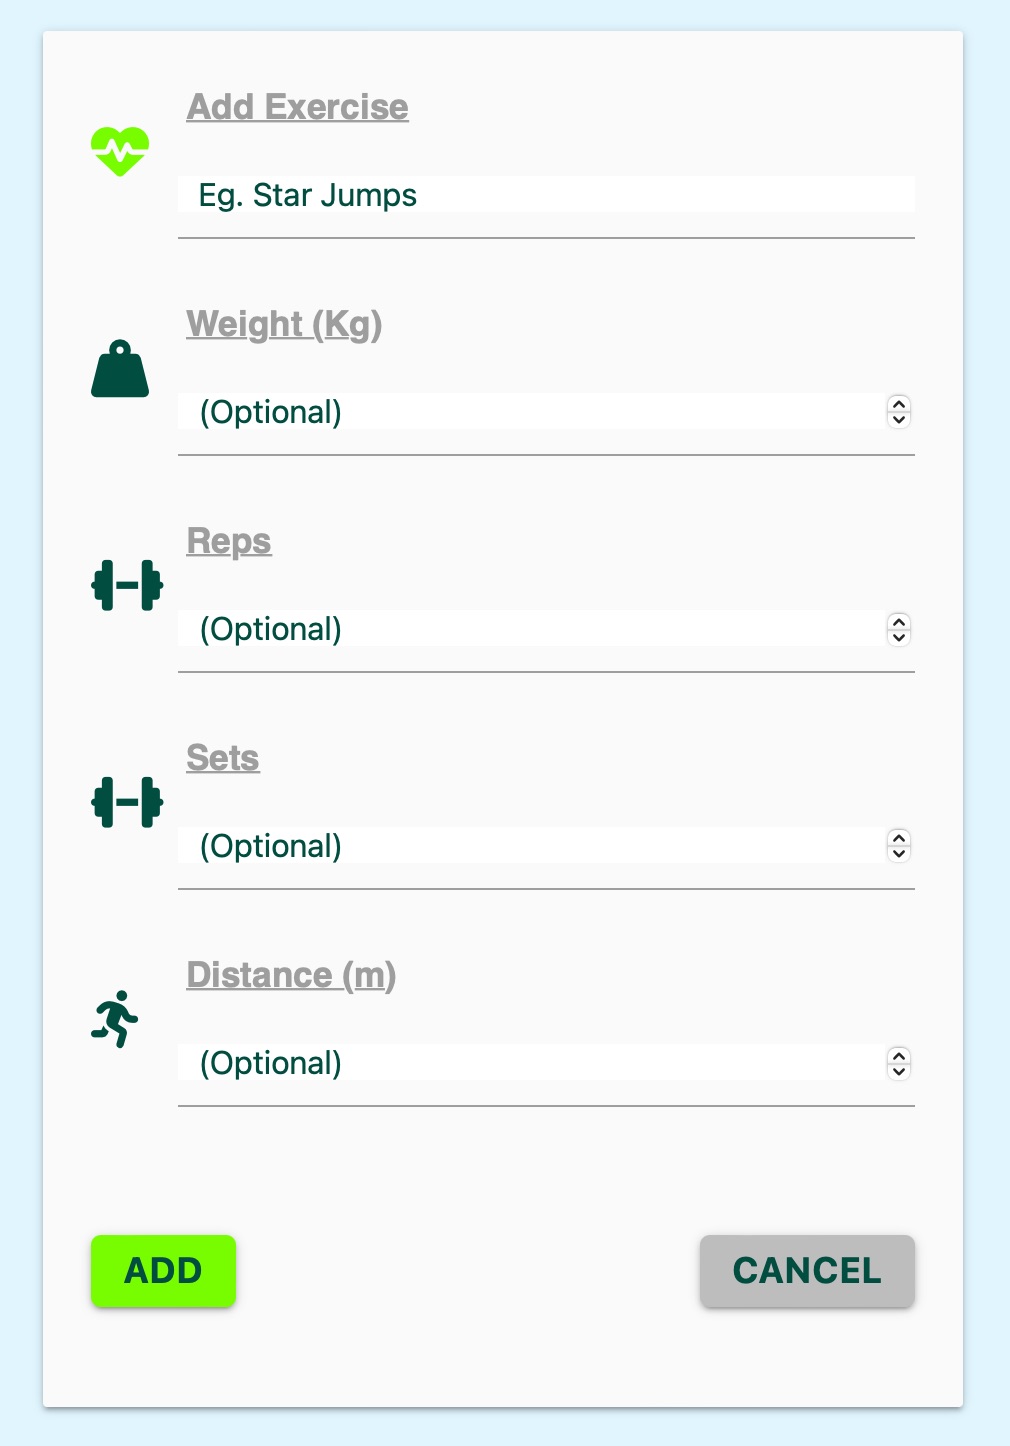 Add Exercise
Eg. Star Jumps
Weight (Kg)
(Optional)
Reps
(Optional)
Sets
(Optional)
Distance (m)
(Optional)
ADD
CANCEL